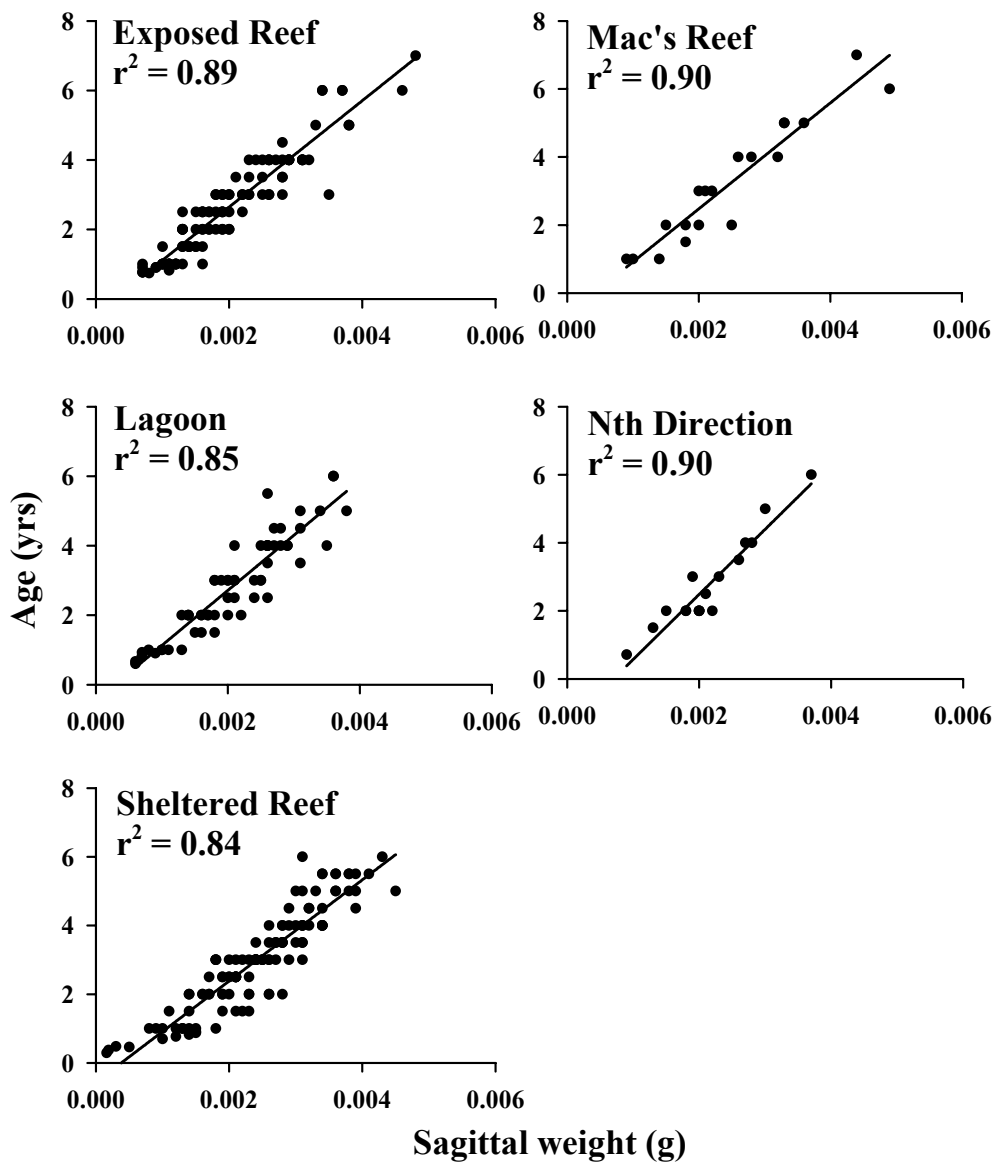 Exposed Reef
r² = 0.89
8
6
4
2
0
0.000 0.002 0.004 0.006
Mac's Reef
r² = 0.90
8
6
4
2
0
0.000 0.002 0.004 0.006
Lagoon
r² = 0.85
8
6
4
2
0
0.000 0.002 0.004 0.006
Nth Direction
r² = 0.90
8
6
4
2
0
0.000 0.002 0.004 0.006
Age (yrs)
Sheltered Reef
r² = 0.84
8
6
4
2
0
0.000 0.002 0.004 0.006
Sagittal weight (g)